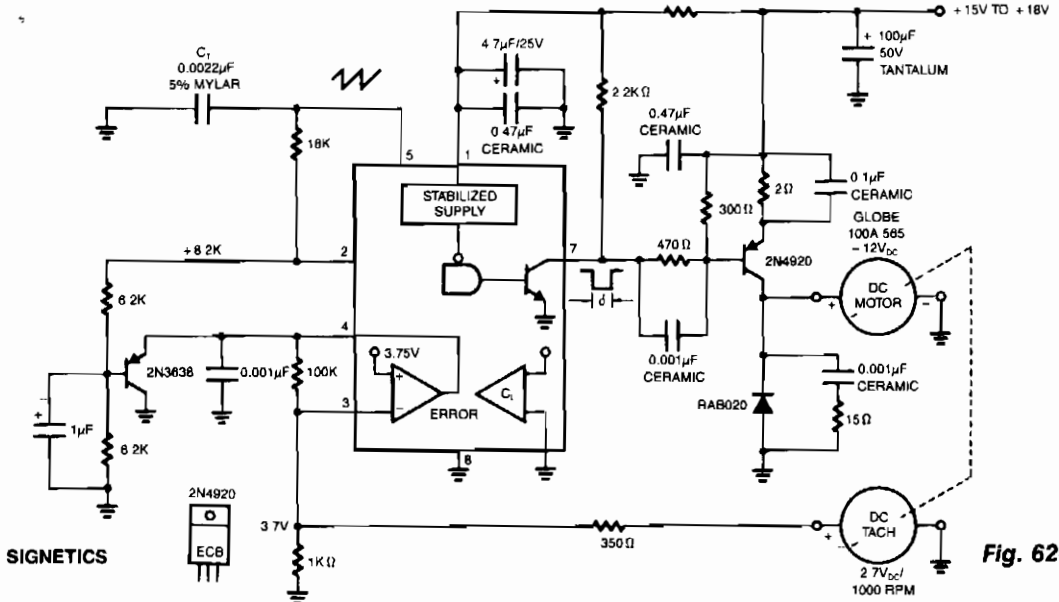 +15V TO +18V
+ 100µF
50V
TANTALUM
C_T
0.0022µF
5% MYLAR
4 7µF/25V
+
0 47µF
CERAMIC
2 2KΩ
0.47µF
CERAMIC
18K
5
1
STABILIZED
SUPPLY
300Ω
2Ω
0 1µF
CERAMIC
GLOBE
100A 565
– 12V_DC
+8 2K
2
7
470Ω
2N4920
d
+
DC
MOTOR
–
–
6 2K
4
3.75V
+
–
ERROR
C_1
2N3638
0.001µF
100K
3
0.001µF
CERAMIC
RAB020
0.001µF
CERAMIC
15Ω
+
1µF
6 2K
8
2N4920
ECB
3 7V
350Ω
+
–
DC
TACH
SIGNETICS
1KΩ
2 7V_DC/
1000 RPM
Fig. 62